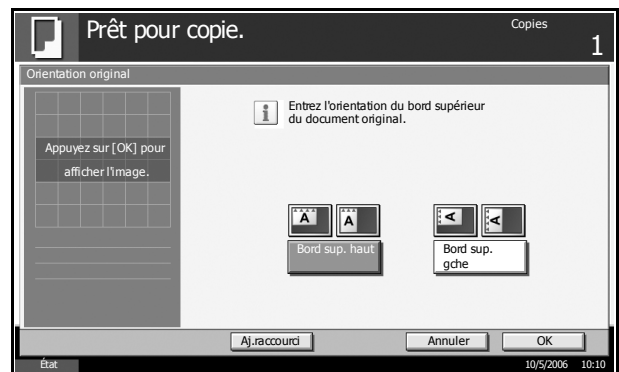 Prêt pour copie.
Copies
1
Orientation original
Entrez l'orientation du bord supérieur
du document original.
Appuyez sur [OK] pour
afficher l'image.
A A A A
Bord sup. haut
Bord sup.
gche
Aj.raccourci
Annuler
OK
État
10/5/2006 10:10